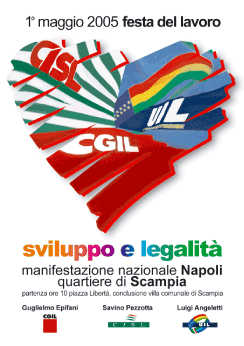 1° maggio 2005 festa del lavoro
CISL
UIL
CGIL
sviluppo e legalità
manifestazione nazionale Napoli
quartiere di Scampia
partenza ore 10 piazza Libertà, conclusione villa comunale di Scampia
Guglielmo Epifani Savino Pezzotta Luigi Angeletti
CGIL CISL UIL